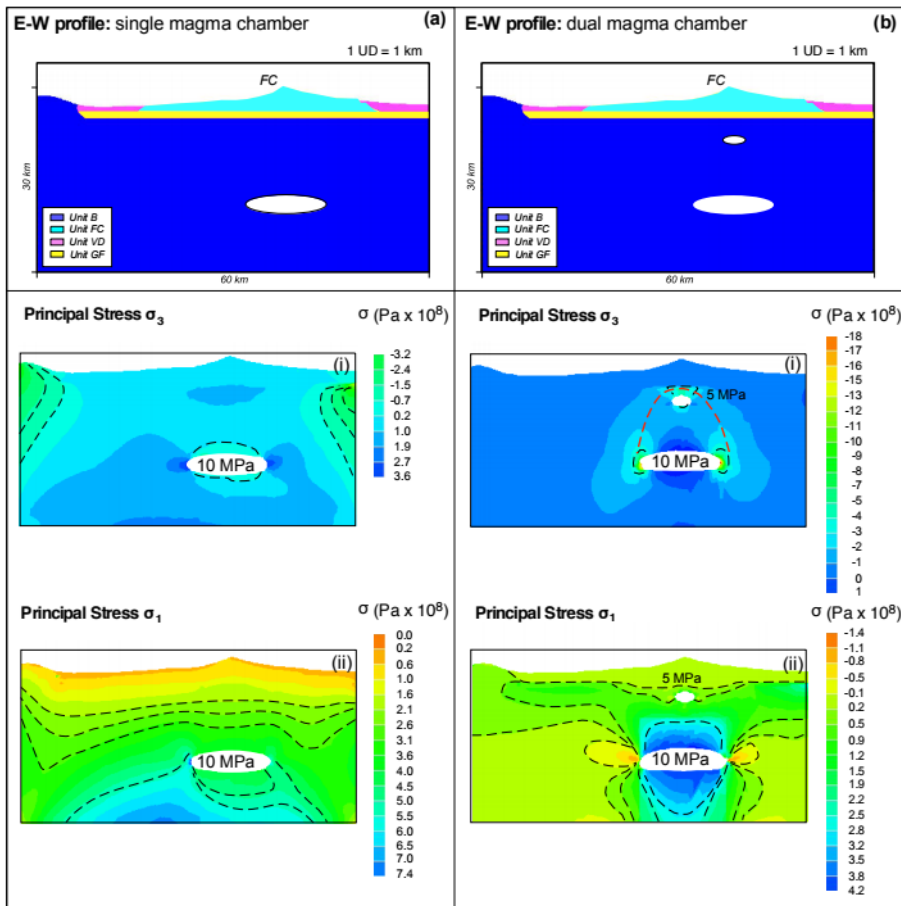 E-W profile: single magma chamber (a)
1 UD = 1 km
FC
30 km
Unit B
Unit FC
Unit VD
Unit GF
60 km
E-W profile: dual magma chamber (b)
1 UD = 1 km
FC
30 km
Unit B
Unit FC
Unit VD
Unit GF
60 km
Principal Stress σ3
σ (Pa x 10⁸)
(i)
10 MPa
-3.2
-2.4
-1.5
-0.7
0.2
1.0
1.9
2.7
3.6
Principal Stress σ3
σ (Pa x 10⁸)
(i)
5 MPa
10 MPa
-18
-17
-16
-15
-13
-12
-11
-10
-9
-8
-7
-5
-4
-3
-2
-1
0
1
Principal Stress σ1
σ (Pa x 10⁸)
(ii)
10 MPa
0.0
0.2
0.6
1.0
1.6
2.1
2.6
3.1
3.6
4.1
4.5
5.0
5.5
6.0
6.5
7.0
7.4
Principal Stress σ1
σ (Pa x 10⁸)
(ii)
5 MPa
10 MPa
-1.4
-1.1
-0.8
-0.5
-0.1
0.2
0.5
0.9
1.2
1.5
1.9
2.2
2.5
2.8
3.2
3.5
3.8
4.2